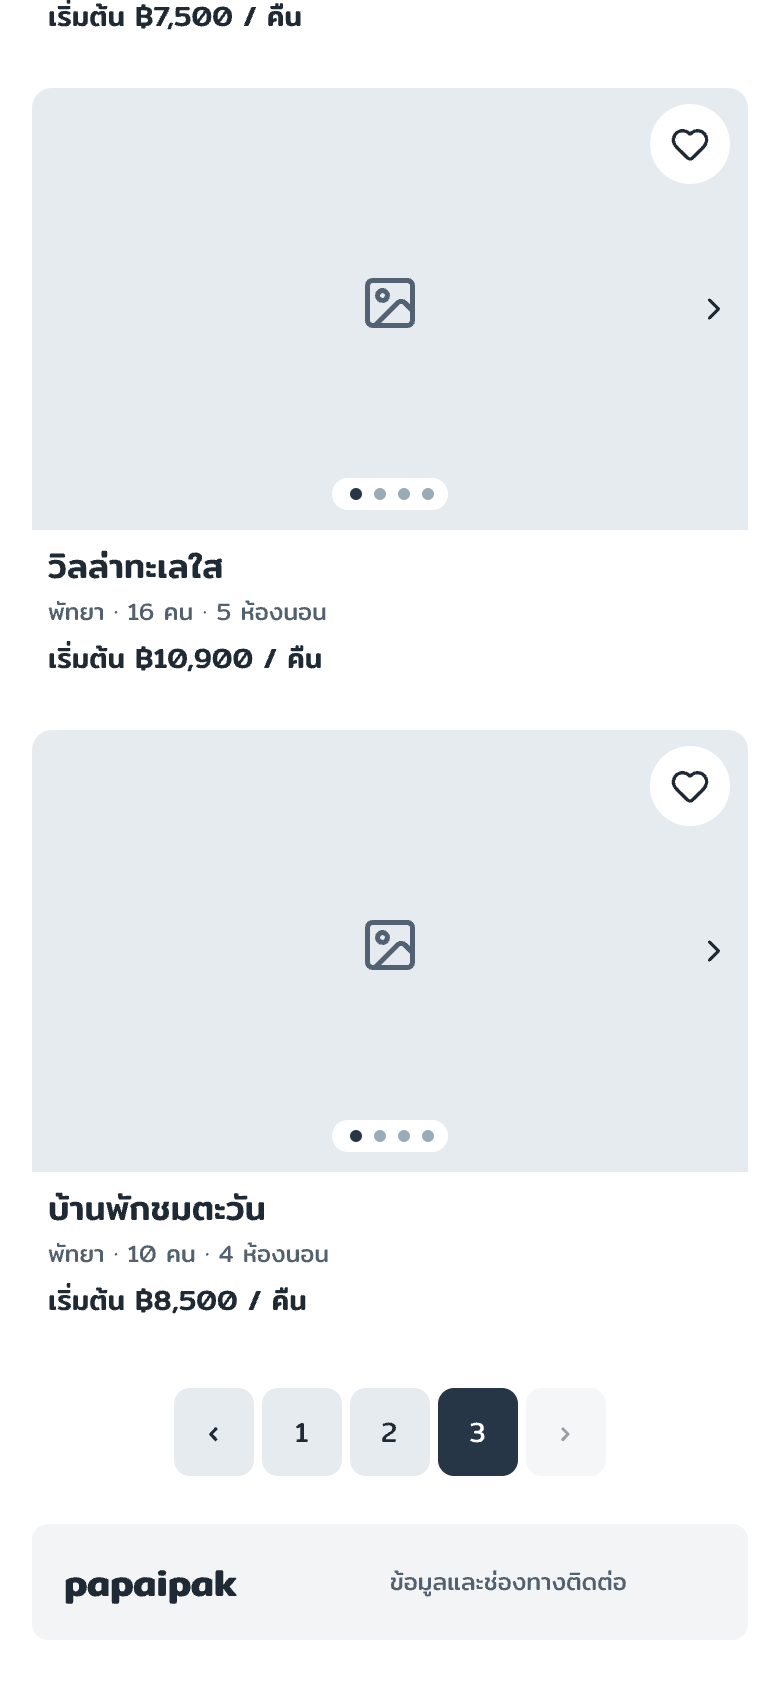 เริ่มต้น ฿7,500 / คืน
วิลล่าทะเลใส
พัทยา · 16 คน · 5 ห้องนอน
เริ่มต้น ฿10,900 / คืน
บ้านพักชมตะวัน
พัทยา · 10 คน · 4 ห้องนอน
เริ่มต้น ฿8,500 / คืน
‹ 1 2 3 ›
papaipak ข้อมูลและช่องทางติดต่อ